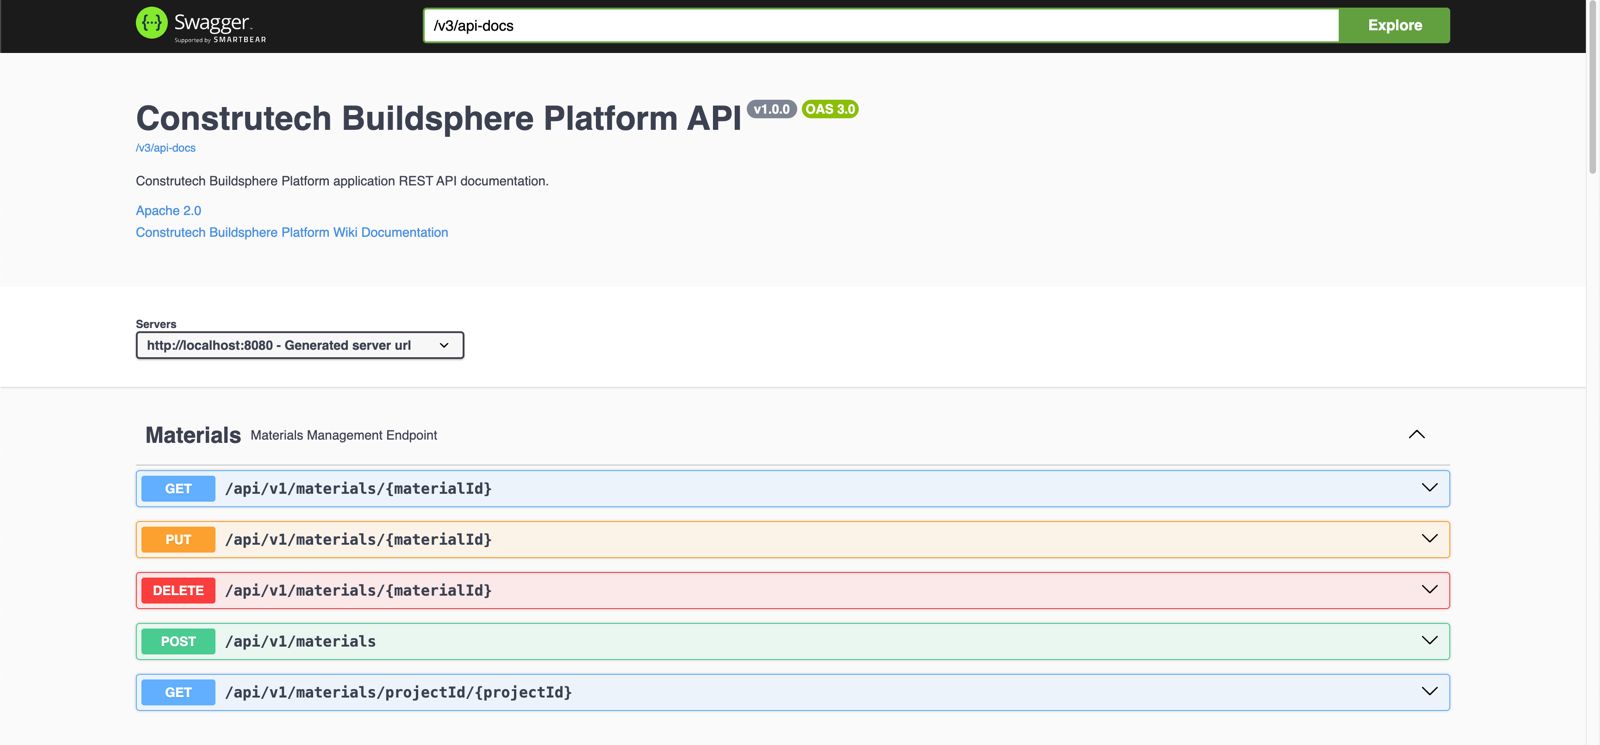 Swagger.
Supported by SMARTBEAR
/v3/api-docs
Explore
Construtech Buildsphere Platform API v1.0.0 OAS 3.0
/v3/api-docs
Construtech Buildsphere Platform application REST API documentation.
Apache 2.0
Construtech Buildsphere Platform Wiki Documentation
Servers
http://localhost:8080 - Generated server url
Materials Materials Management Endpoint
GET /api/v1/materials/{materialId}
PUT /api/v1/materials/{materialId}
DELETE /api/v1/materials/{materialId}
POST /api/v1/materials
GET /api/v1/materials/projectId/{projectId}